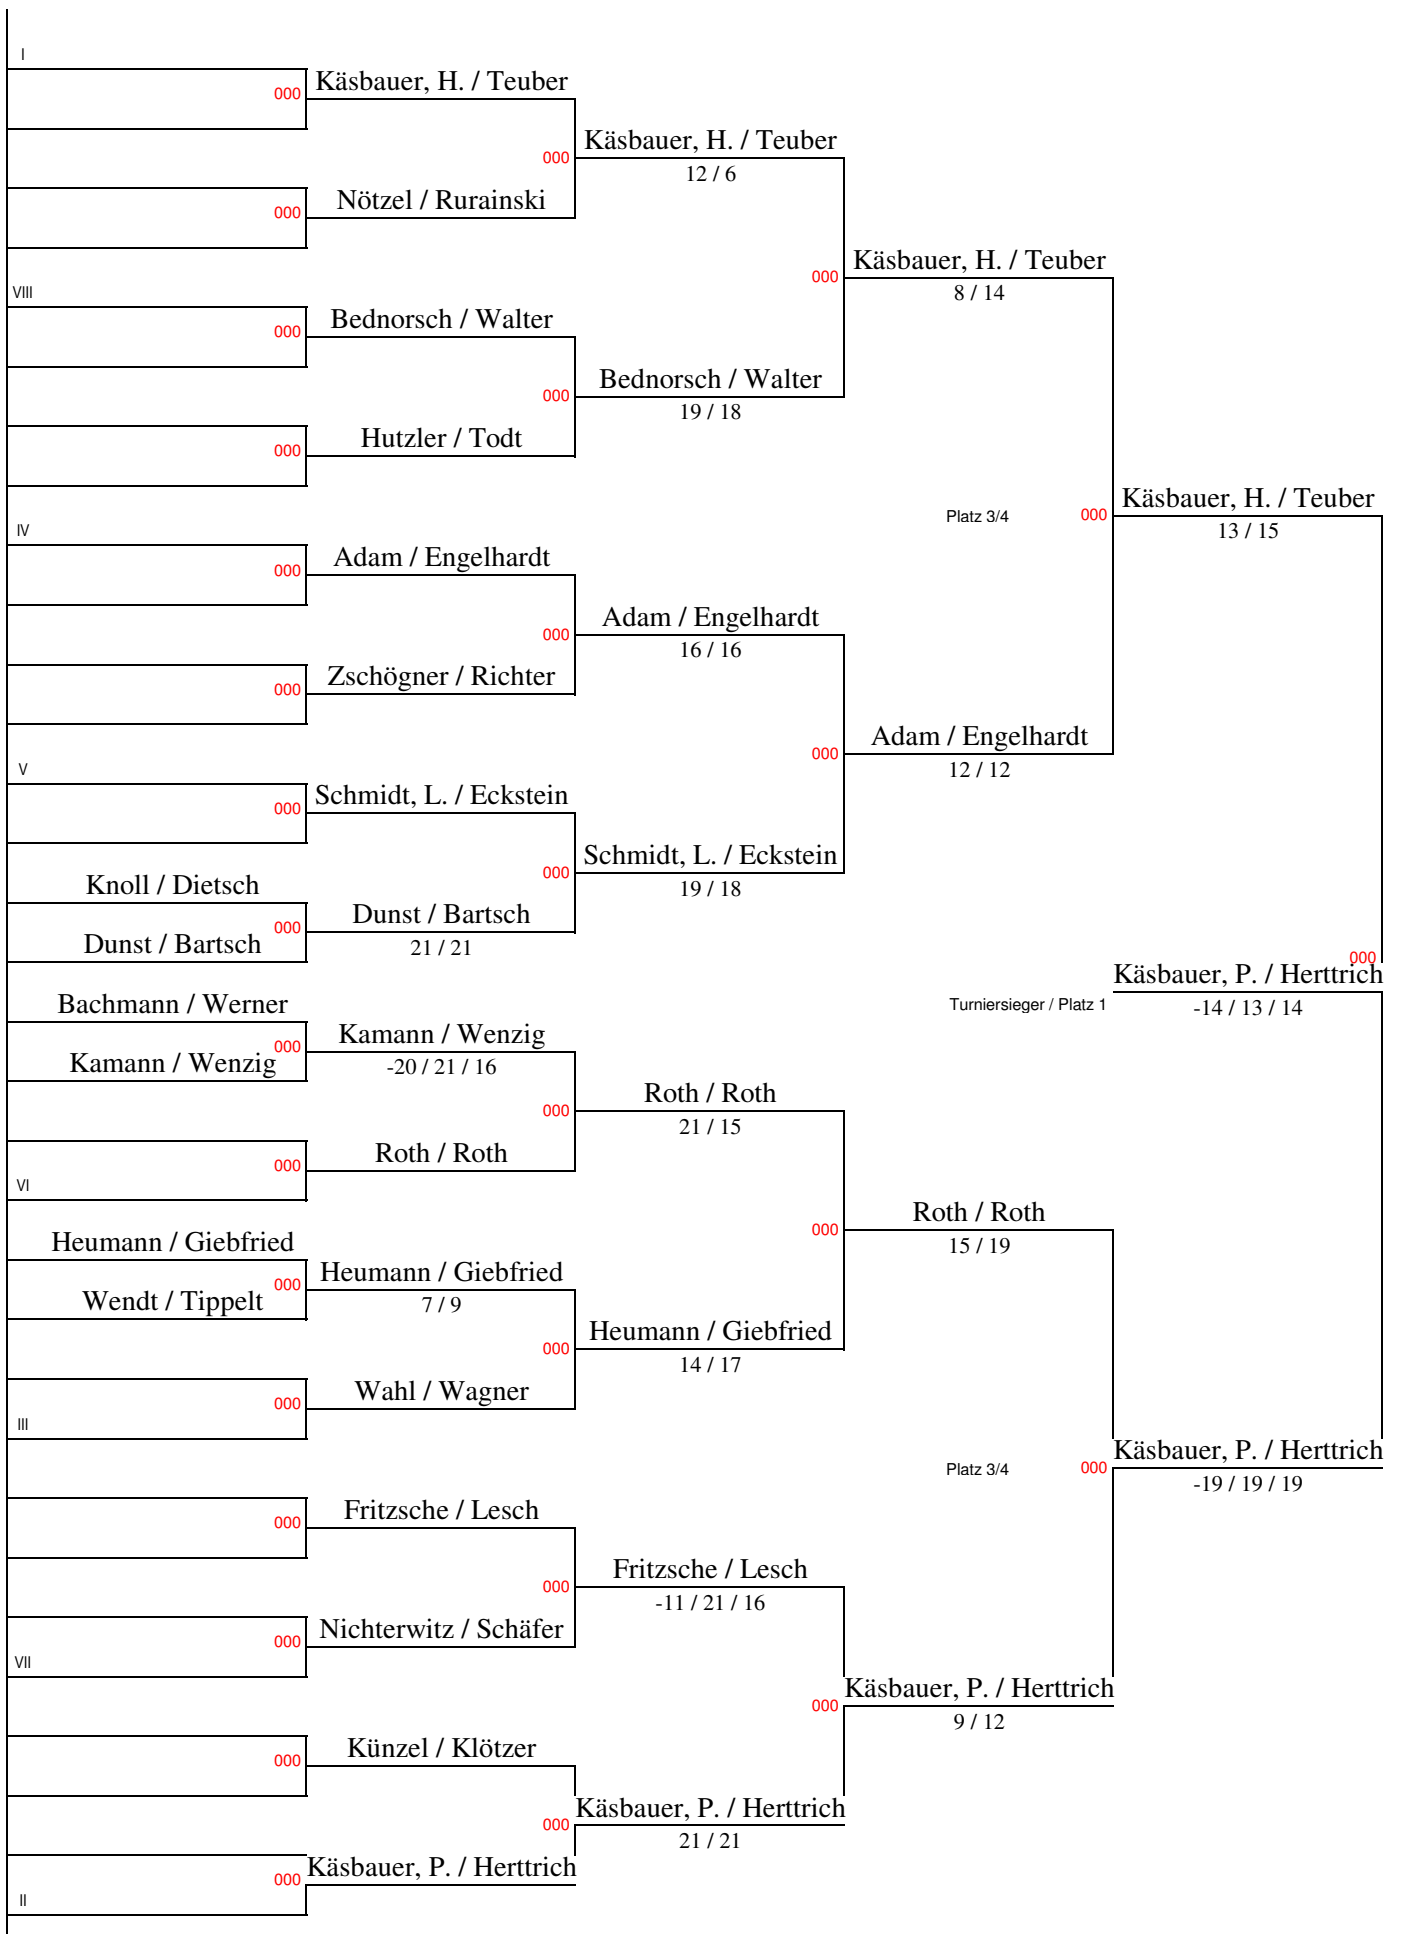 I
Käsbauer, H. / Teuber
000
Käsbauer, H. / Teuber
000
12 / 6
Nötzel / Rurainski
000
Käsbauer, H. / Teuber
000
8 / 14
VIII
Bednorsch / Walter
000
Bednorsch / Walter
000
19 / 18
Hutzler / Todt
000
Käsbauer, H. / Teuber
Platz 3/4
000
13 / 15
IV
Adam / Engelhardt
000
Adam / Engelhardt
000
16 / 16
Zschögner / Richter
000
Adam / Engelhardt
000
12 / 12
V
Schmidt, L. / Eckstein
000
Schmidt, L. / Eckstein
000
19 / 18
Knoll / Dietsch
Dunst / Bartsch
000
Dunst / Bartsch
21 / 21
000
Käsbauer, P. / Herttrich
Turniersieger / Platz 1
-14 / 13 / 14
Bachmann / Werner
Kamann / Wenzig
000
Kamann / Wenzig
-20 / 21 / 16
Roth / Roth
000
21 / 15
Roth / Roth
000
VI
Roth / Roth
000
15 / 19
Heumann / Giebfried
Heumann / Giebfried
000
Wendt / Tippelt
7 / 9
Heumann / Giebfried
000
14 / 17
Wahl / Wagner
000
III
Käsbauer, P. / Herttrich
Platz 3/4
000
-19 / 19 / 19
Fritzsche / Lesch
000
Fritzsche / Lesch
000
-11 / 21 / 16
Nichterwitz / Schäfer
000
VII
Käsbauer, P. / Herttrich
000
9 / 12
Künzel / Klötzer
000
Käsbauer, P. / Herttrich
000
21 / 21
Käsbauer, P. / Herttrich
000
II